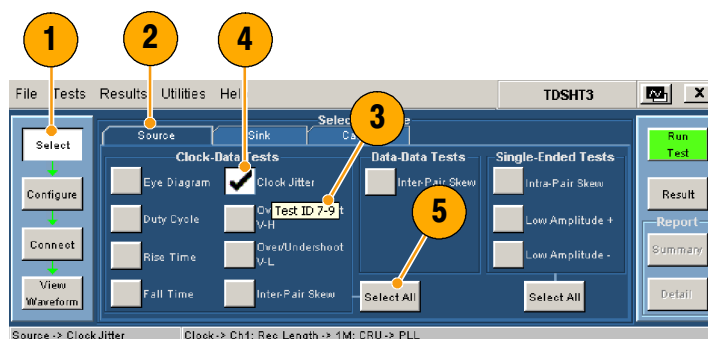 1 2 4
File Tests Results Utilities Hel TDSHT3 X
Selec e
3
Source Sink Ca
Select
Run Test
Clock-Data Tests Data-Data Tests Single-Ended Tests
Eye Diagram Clock Jitter Inter-Pair Skew Intra-Pair Skew
Configure
Result
Test ID 7-9
Duty Cycle Ov t V-H Low Amplitude +
5
Report
Connect
Rise Time Over/Undershoot V-L Low Amplitude -
Summary
View Waveform
Fall Time Inter-Pair Skew Select All Select All
Detail
Source -> Clock Jitter Clock -> Ch1: Rec Length -> 1M: CRU -> PLL